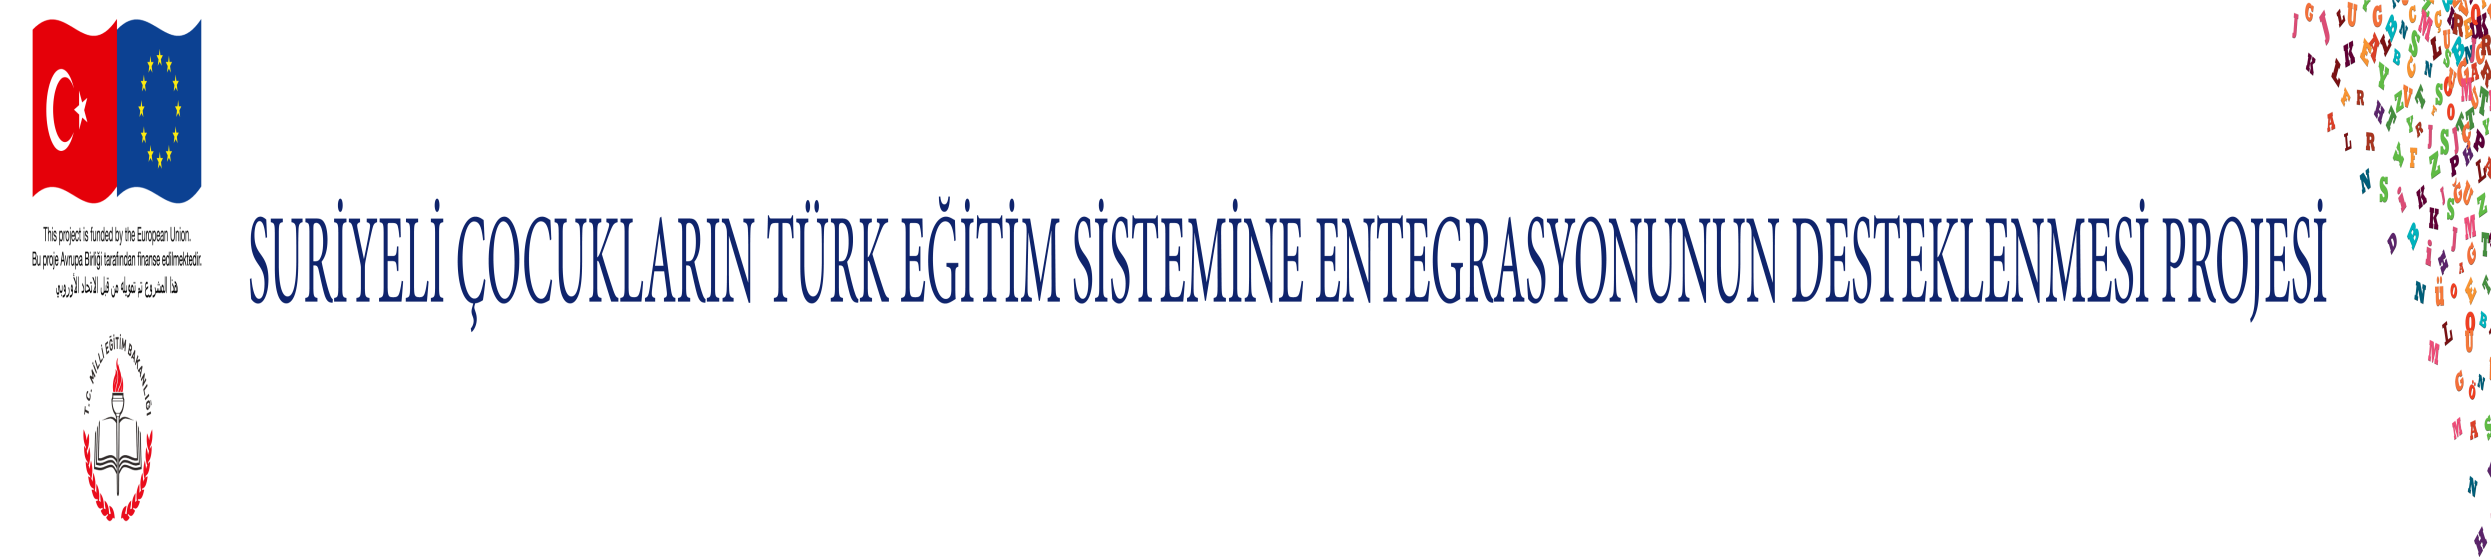 This project is funded by the European Union.
Bu proje Avrupa Birliği tarafından finanse edilmektedir.
هذا المشروع تم تمويله من قبل الاتحاد الأوروبي
T.C. MİLLİ EĞİTİM BAKANLIĞI
SURİYELİ ÇOCUKLARIN TÜRK EĞİTİM SİSTEMİNE ENTEGRASYONUNUN DESTEKLENMESİ PROJESİ